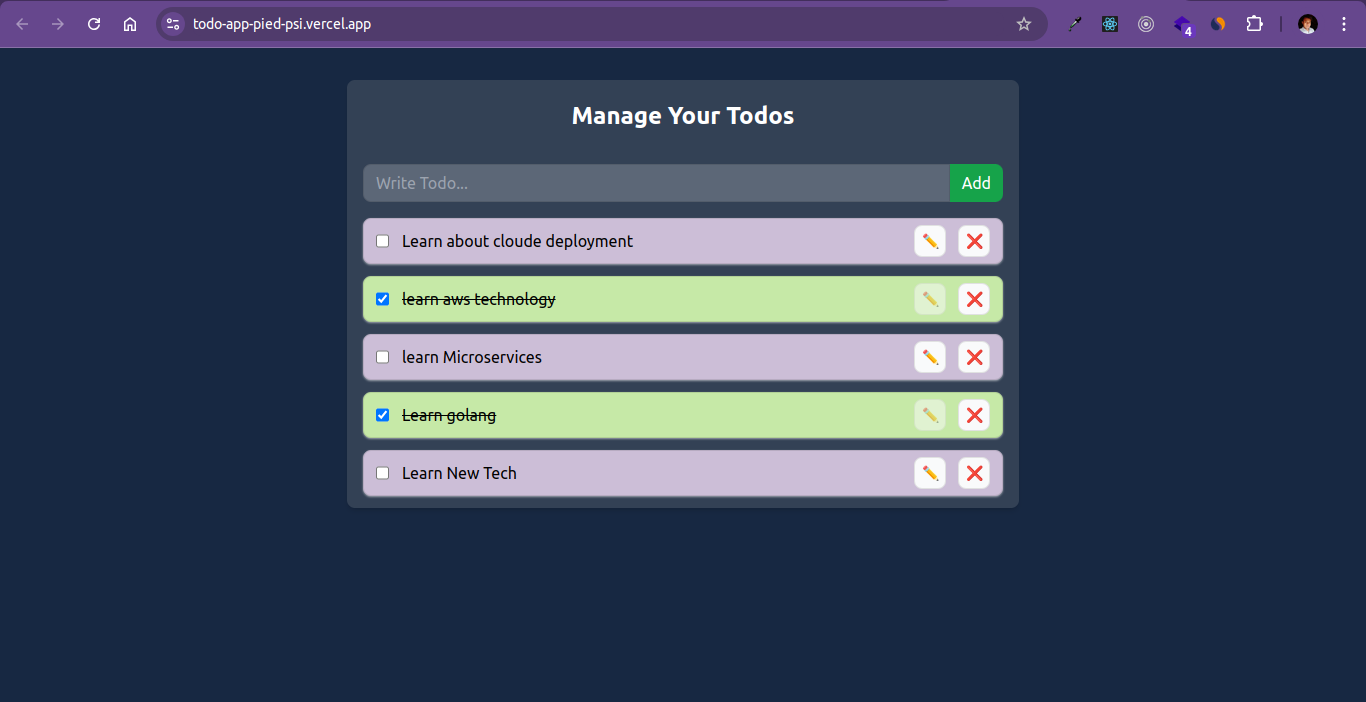 todo-app-pied-psi.vercel.app
4
Manage Your Todos
Write Todo...
Add
Learn about cloude deployment
learn aws technology
learn Microservices
Learn golang
Learn New Tech